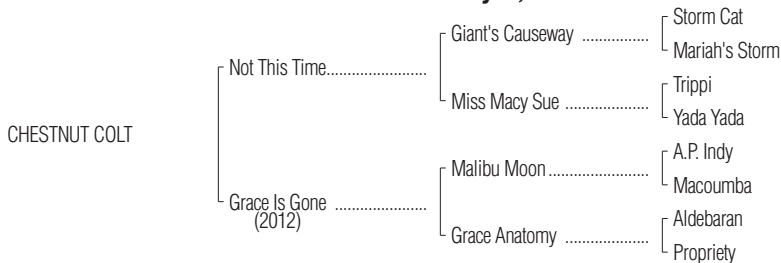 Storm Cat
Giant's Causeway ................
Mariah's Storm
Not This Time........................
Trippi
Miss Macy Sue ....................
Yada Yada
CHESTNUT COLT
A.P. Indy
Malibu Moon........................
Macoumba
Grace Is Gone ......................
(2012)
Aldebaran
Grace Anatomy ....................
Propriety